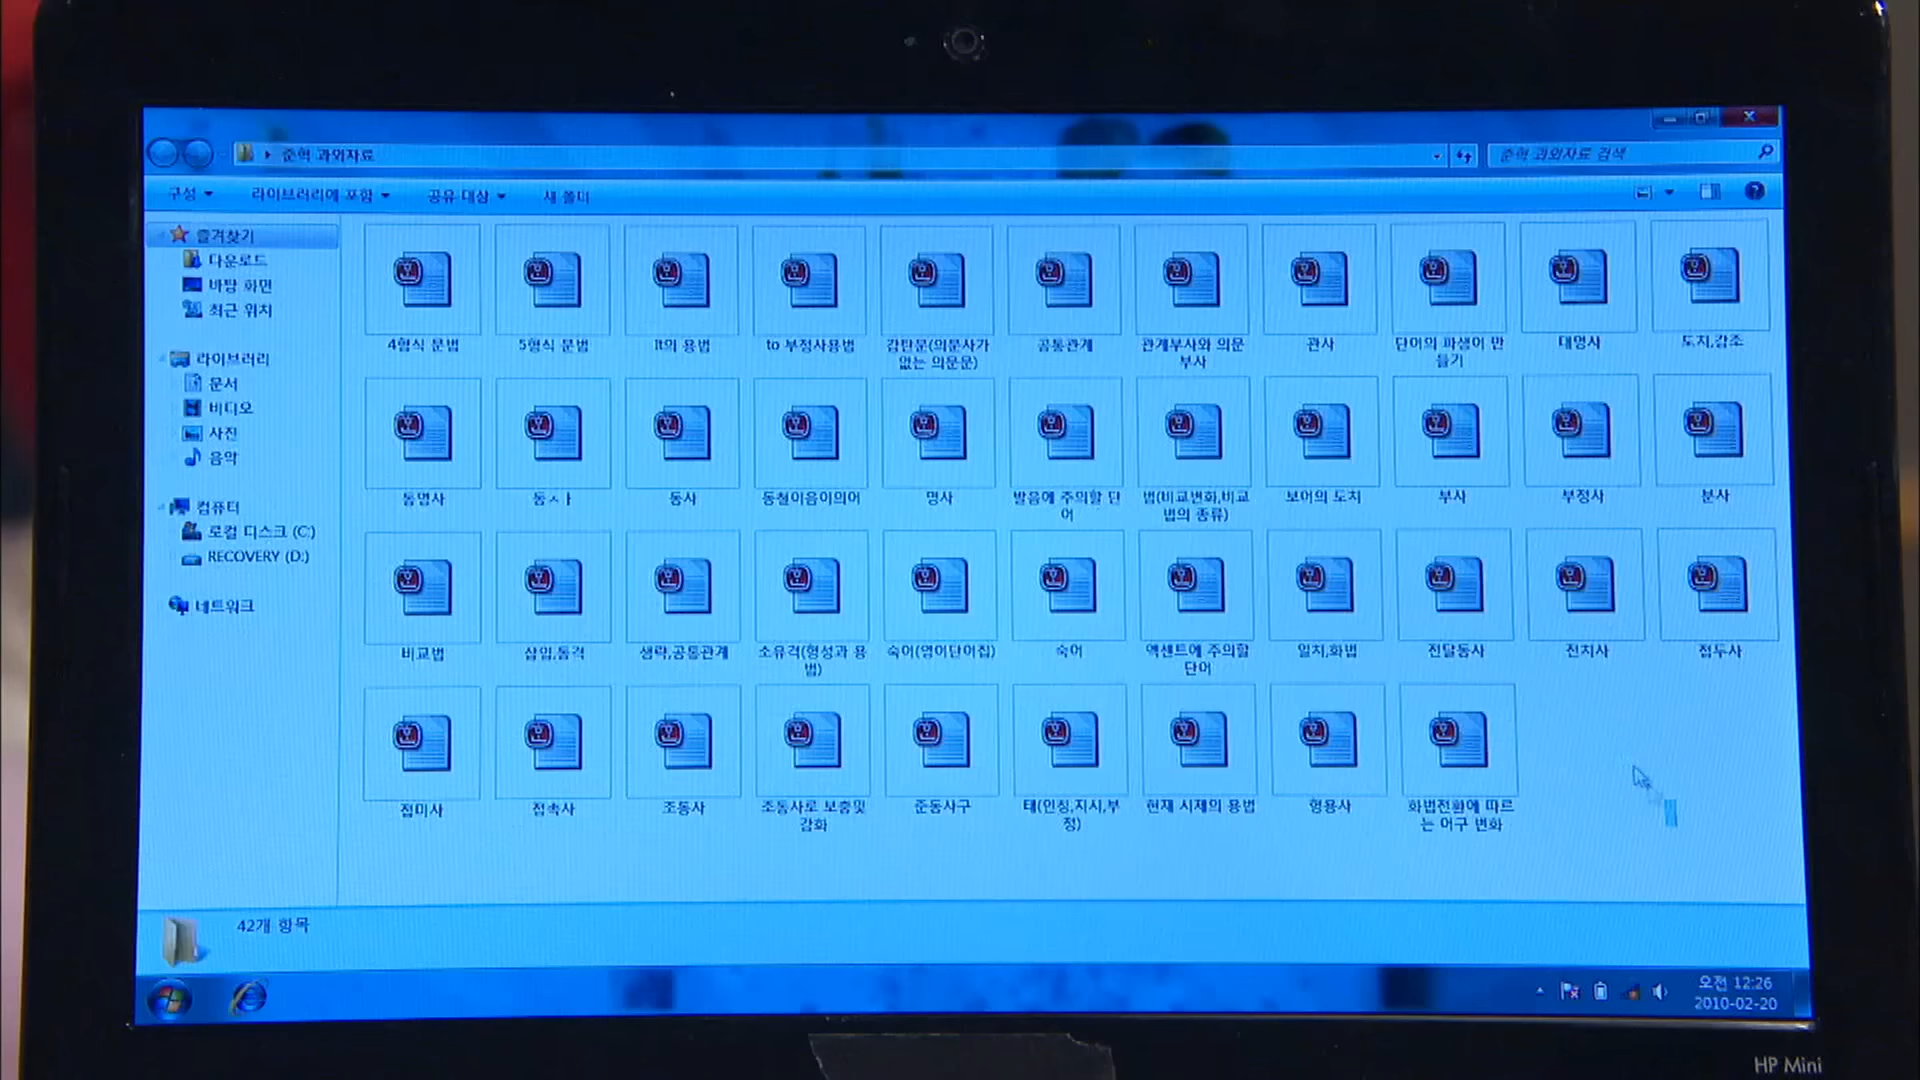 준혁 과외자료
준혁 과외자료 검색
구성
라이브러리에 포함
공유 대상
새 폴더
즐겨찾기
다운로드
바탕 화면
최근 위치
라이브러리
문서
비디오
사진
음악
컴퓨터
로컬 디스크 (C:)
RECOVERY (D:)
네트워크
4형식 문법
5형식 문법
It의 용법
to 부정사용법
감탄문(의문사가
없는 의문문)
공통관계
관계부사와 의문
부사
관사
단어의 파생어 만
들기
대명사
도치,강조
동명사
동ㅅㅏ
동사
동철이음이의어
명사
발음에 주의할 단
어
법(비교변화,비교
법의 종류)
보어의 도치
부사
부정사
분사
비교법
삽입,동격
생략,공통관계
소유격(형성과 용
법)
숙어(영어단어집)
숙어
액센트에 주의할
단어
일치,화법
전달동사
전치사
접두사
접미사
접속사
조동사
조동사로 보충및
강화
준동사구
태(인칭,지시,부
정)
현재 시제의 용법
형용사
화법전환에 따르
는 어구 변화
42개 항목
오전 12:26
2010-02-20
HP Mini